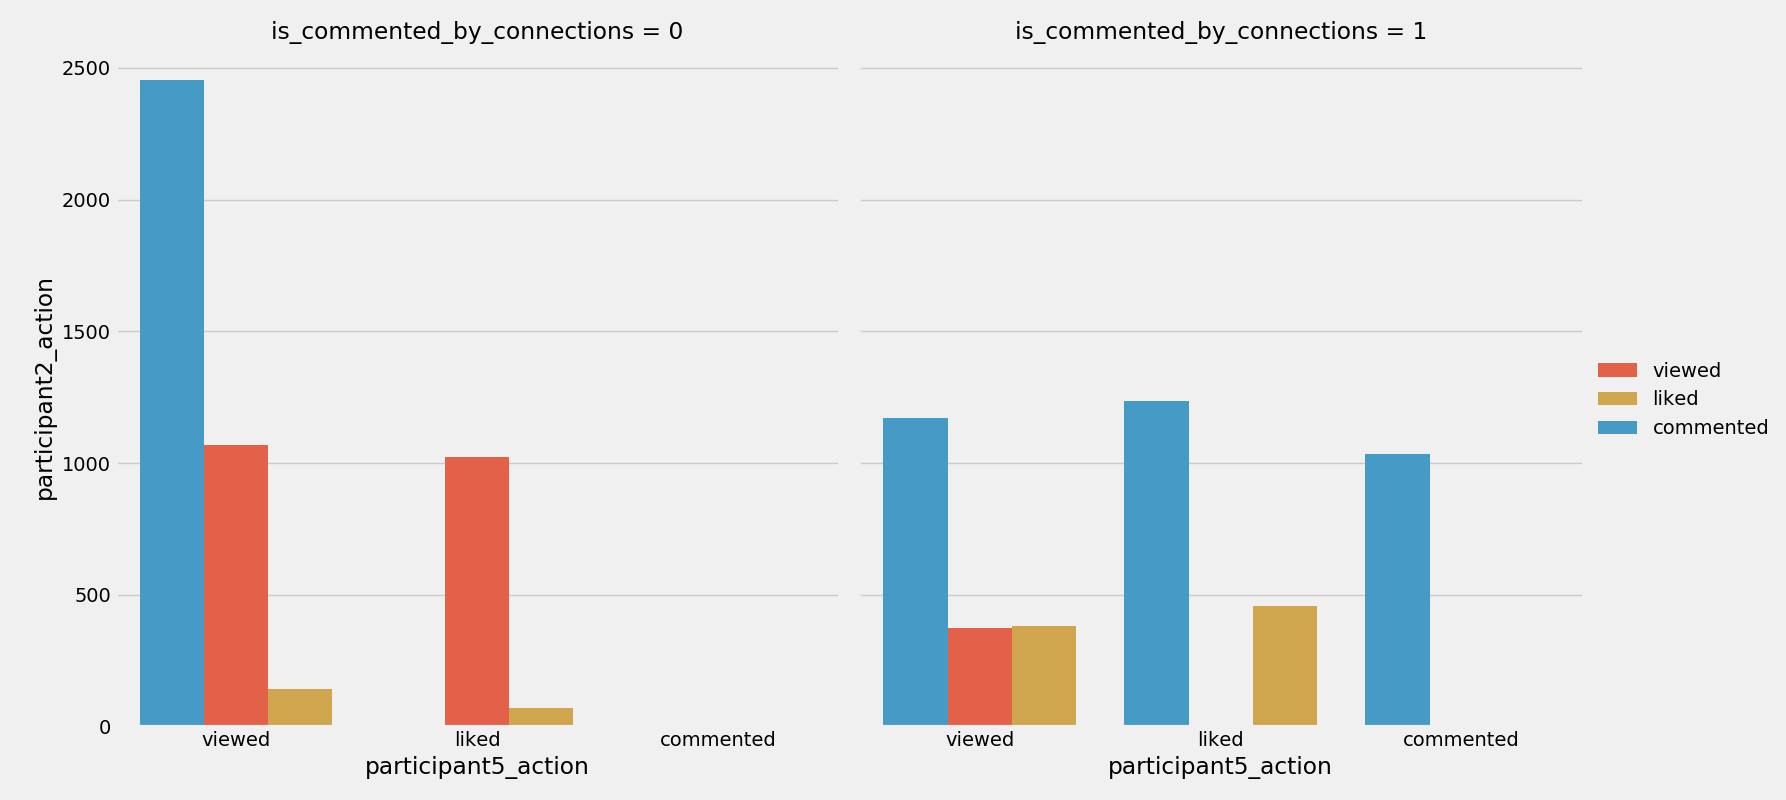 is_commented_by_connections = 0
is_commented_by_connections = 1
participant2_action
2500
2000
1500
1000
500
0
viewed
liked
commented
viewed
liked
commented
participant5_action
participant5_action
viewed
liked
commented